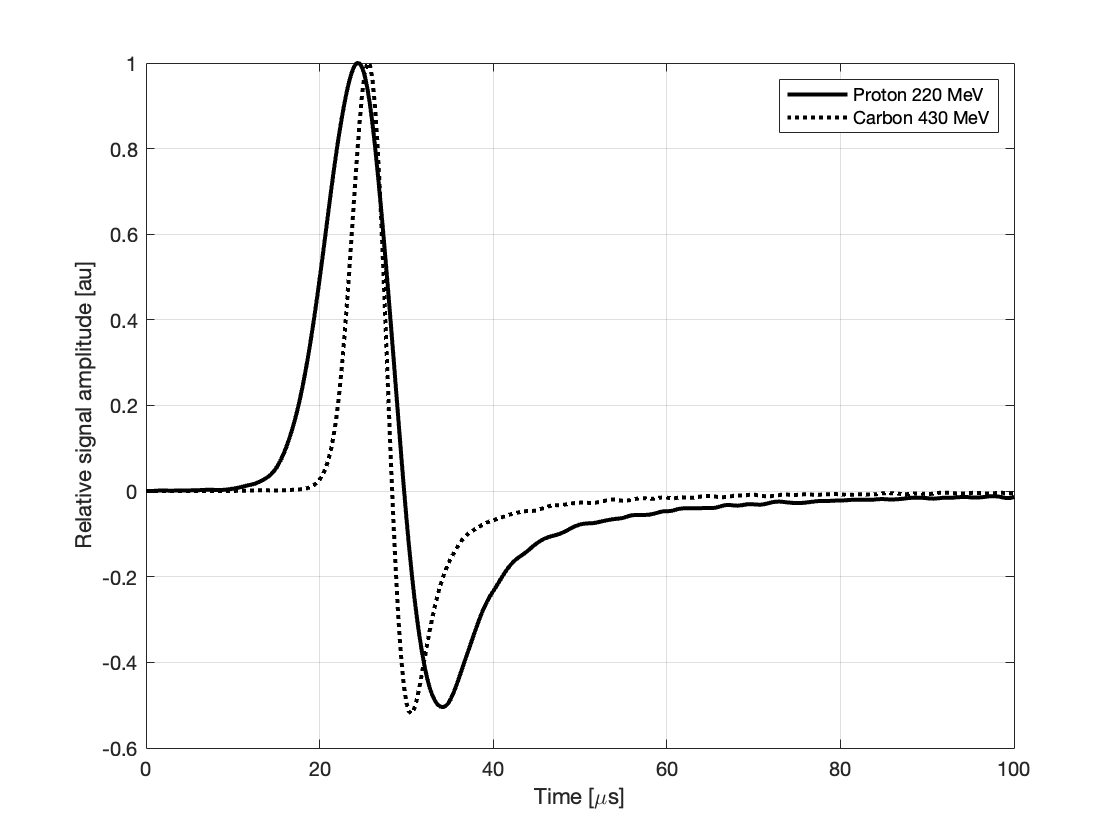 Proton 220 MeV
Carbon 430 MeV
1
0.8
0.6
0.4
0.2
0
-0.2
-0.4
-0.6
Relative signal amplitude [au]
0 20 40 60 80 100
Time [μs]